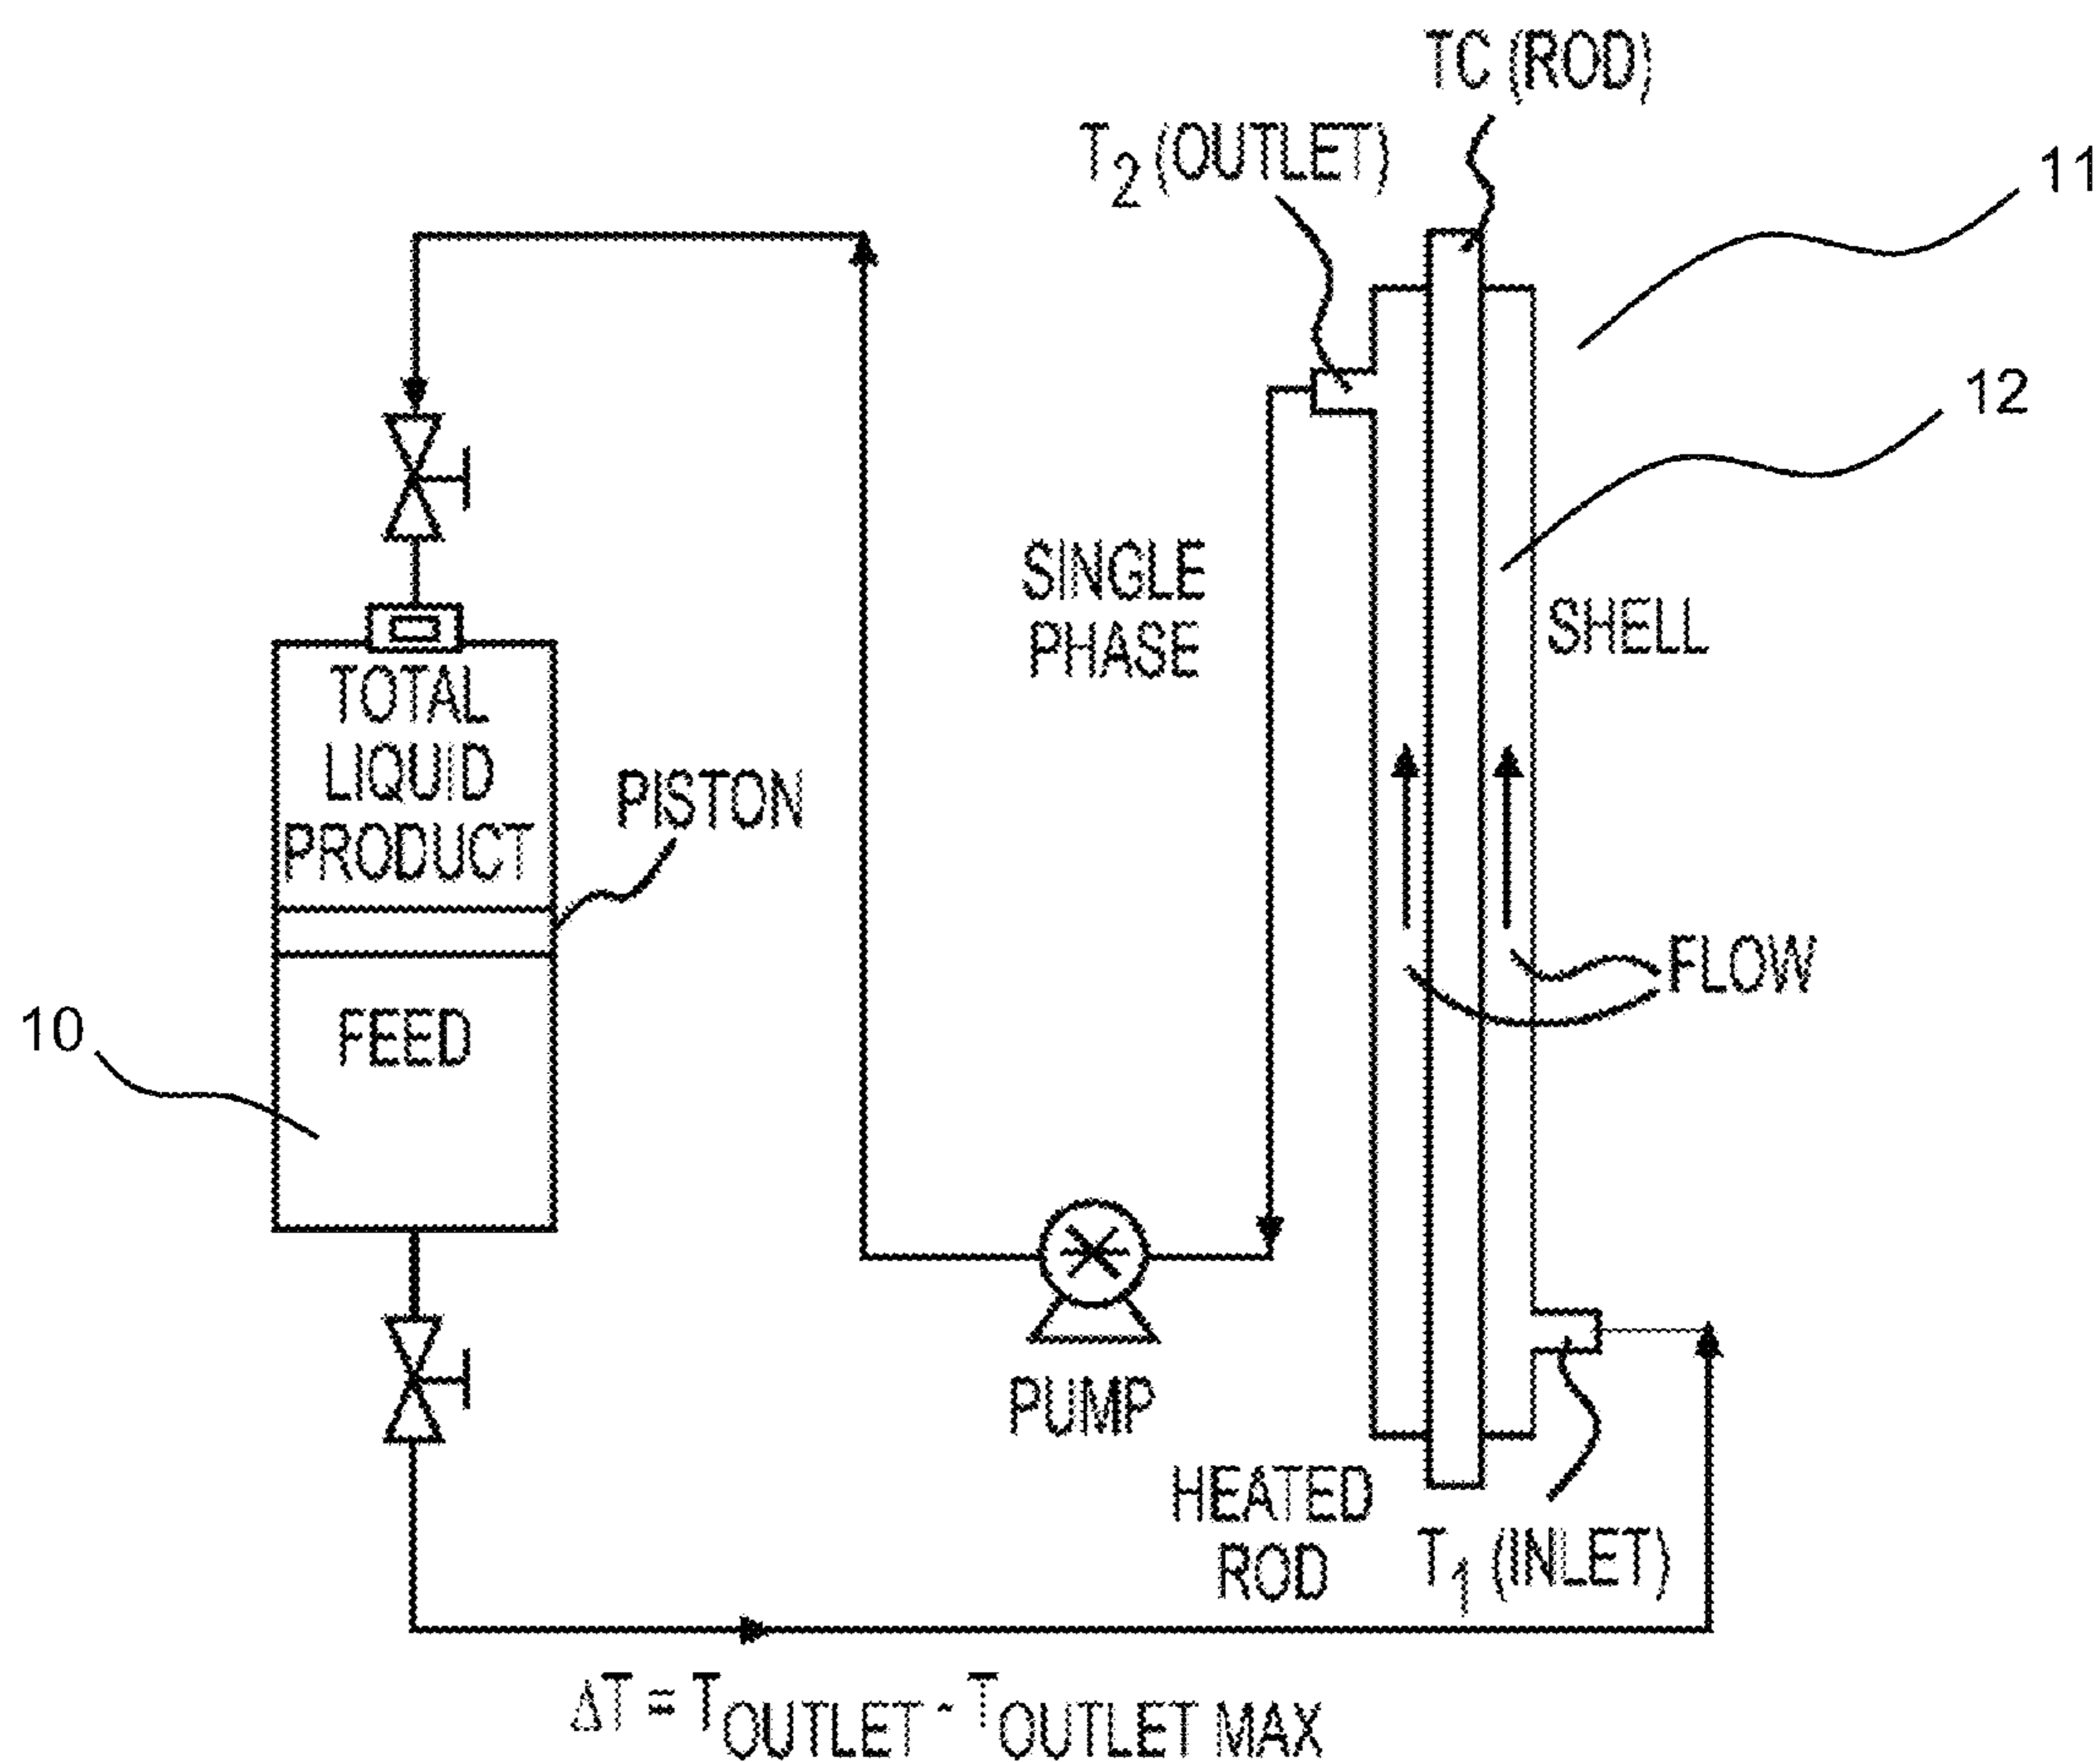 TC (ROD)
T2 (OUTLET)
11
12
SINGLE
PHASE
SHELL
TOTAL
LIQUID
PRODUCT
PISTON
FLOW
10
FEED
PUMP
HEATED
ROD
T1 (INLET)
ΔT = TOUTLET - TOUTLET MAX